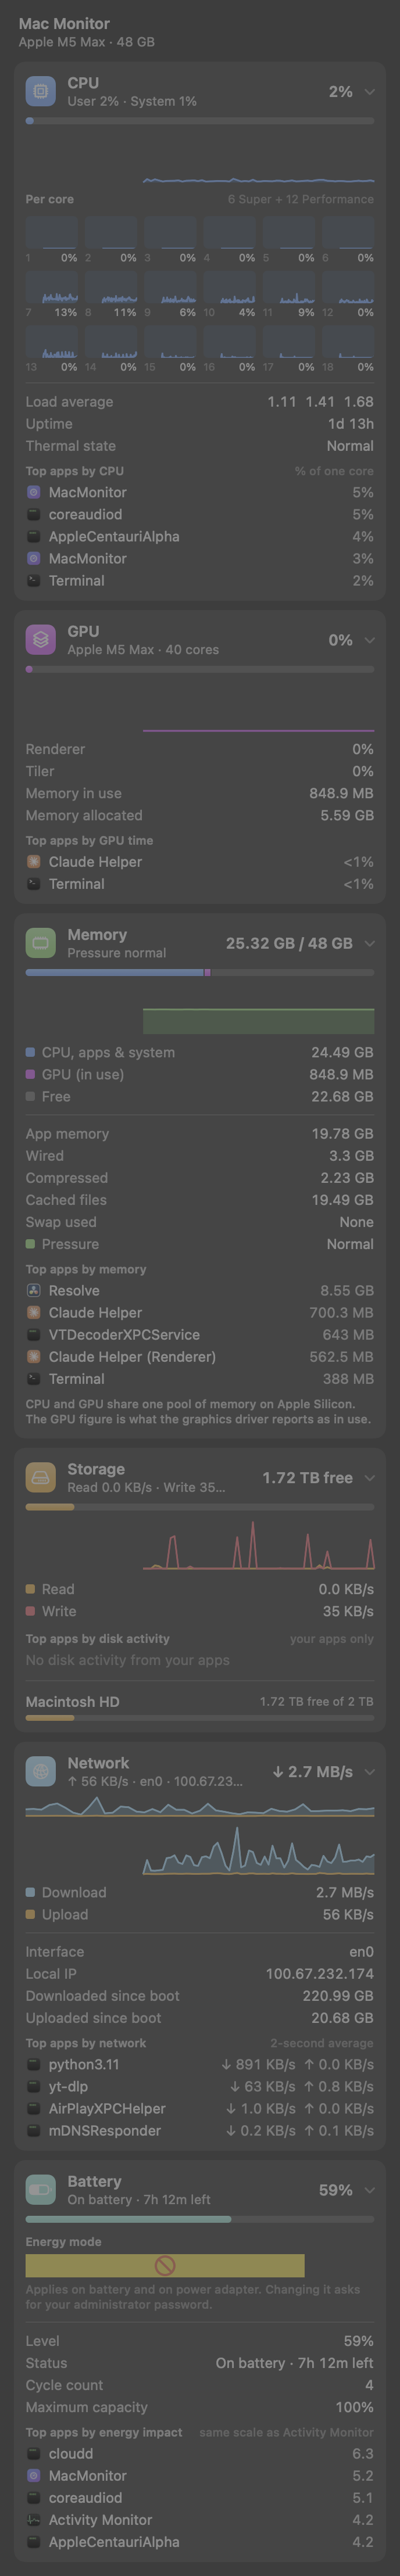 Mac Monitor
Apple M5 Max · 48 GB
CPU
User 2% · System 1%
2%
Per core
6 Super + 12 Performance
1 0% 2 0% 3 0% 4 0% 5 0% 6 0%
7 13% 8 11% 9 6% 10 4% 11 9% 12 0%
13 0% 14 0% 15 0% 16 0% 17 0% 18 0%
Load average 1.11 1.41 1.68
Uptime 1d 13h
Thermal state Normal
Top apps by CPU % of one core
MacMonitor 5%
coreaudiod 5%
AppleCentauriAlpha 4%
MacMonitor 3%
Terminal 2%
GPU
Apple M5 Max · 40 cores
0%
Renderer 0%
Tiler 0%
Memory in use 848.9 MB
Memory allocated 5.59 GB
Top apps by GPU time
Claude Helper <1%
Terminal <1%
Memory
Pressure normal
25.32 GB / 48 GB
CPU, apps & system 24.49 GB
GPU (in use) 848.9 MB
Free 22.68 GB
App memory 19.78 GB
Wired 3.3 GB
Compressed 2.23 GB
Cached files 19.49 GB
Swap used None
Pressure Normal
Top apps by memory
Resolve 8.55 GB
Claude Helper 700.3 MB
VTDecoderXPCService 643 MB
Claude Helper (Renderer) 562.5 MB
Terminal 388 MB
CPU and GPU share one pool of memory on Apple Silicon.
The GPU figure is what the graphics driver reports as in use.
Storage
Read 0.0 KB/s · Write 35...
1.72 TB free
Read 0.0 KB/s
Write 35 KB/s
Top apps by disk activity your apps only
No disk activity from your apps
Macintosh HD 1.72 TB free of 2 TB
Network
↑ 56 KB/s · en0 · 100.67.23...
↓ 2.7 MB/s
Download 2.7 MB/s
Upload 56 KB/s
Interface en0
Local IP 100.67.232.174
Downloaded since boot 220.99 GB
Uploaded since boot 20.68 GB
Top apps by network 2-second average
python3.11 ↓ 891 KB/s ↑ 0.0 KB/s
yt-dlp ↓ 63 KB/s ↑ 0.8 KB/s
AirPlayXPCHelper ↓ 1.0 KB/s ↑ 0.0 KB/s
mDNSResponder ↓ 0.2 KB/s ↑ 0.1 KB/s
Battery
On battery · 7h 12m left
59%
Energy mode
Applies on battery and on power adapter. Changing it asks
for your administrator password.
Level 59%
Status On battery · 7h 12m left
Cycle count 4
Maximum capacity 100%
Top apps by energy impact same scale as Activity Monitor
cloudd 6.3
MacMonitor 5.2
coreaudiod 5.1
Activity Monitor 4.2
AppleCentauriAlpha 4.2